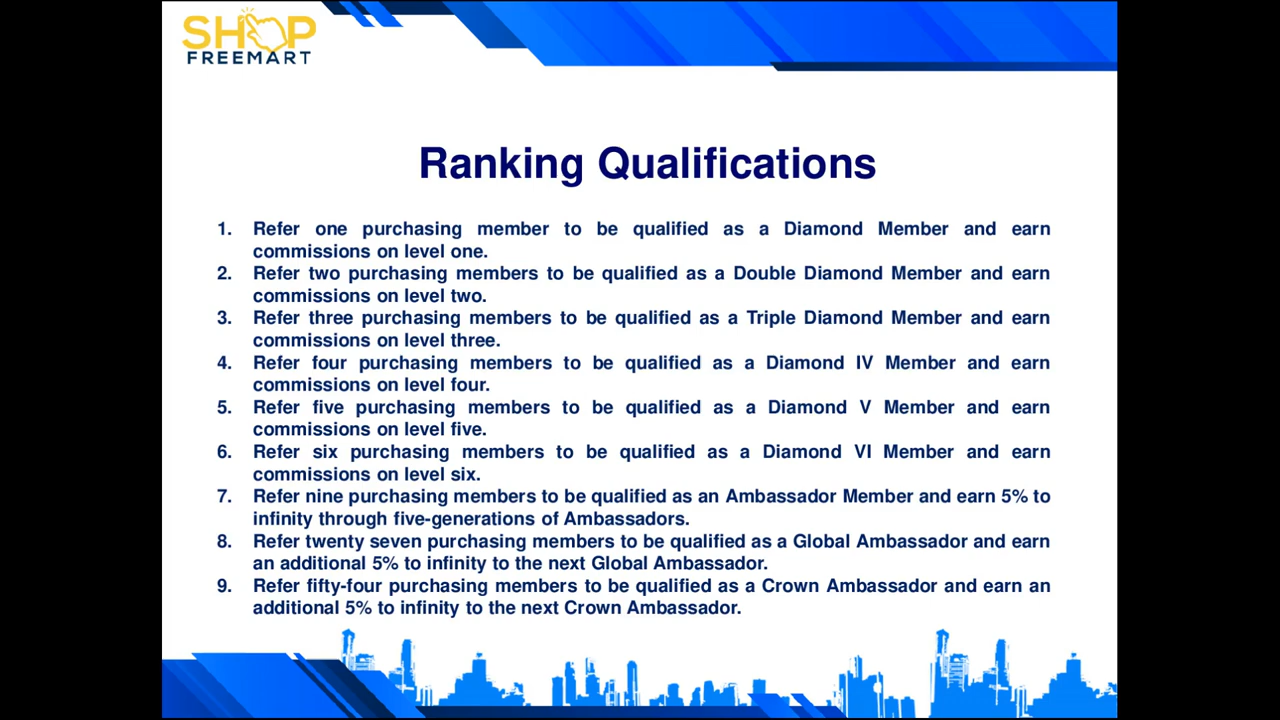 SHOP
FREEMART
Ranking Qualifications
1. Refer one purchasing member to be qualified as a Diamond Member and earn
commissions on level one.
2. Refer two purchasing members to be qualified as a Double Diamond Member and earn
commissions on level two.
3. Refer three purchasing members to be qualified as a Triple Diamond Member and earn
commissions on level three.
4. Refer four purchasing members to be qualified as a Diamond IV Member and earn
commissions on level four.
5. Refer five purchasing members to be qualified as a Diamond V Member and earn
commissions on level five.
6. Refer six purchasing members to be qualified as a Diamond VI Member and earn
commissions on level six.
7. Refer nine purchasing members to be qualified as an Ambassador Member and earn 5% to
infinity through five-generations of Ambassadors.
8. Refer twenty seven purchasing members to be qualified as a Global Ambassador and earn
an additional 5% to infinity to the next Global Ambassador.
9. Refer fifty-four purchasing members to be qualified as a Crown Ambassador and earn an
additional 5% to infinity to the next Crown Ambassador.